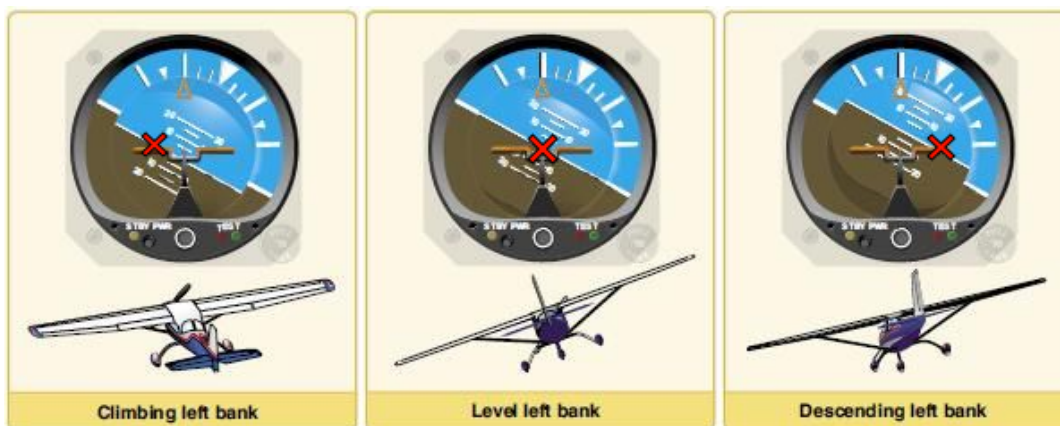 STBY PWR TEST
STBY PWR TEST
STBY PWR TEST
Climbing left bank
Level left bank
Descending left bank